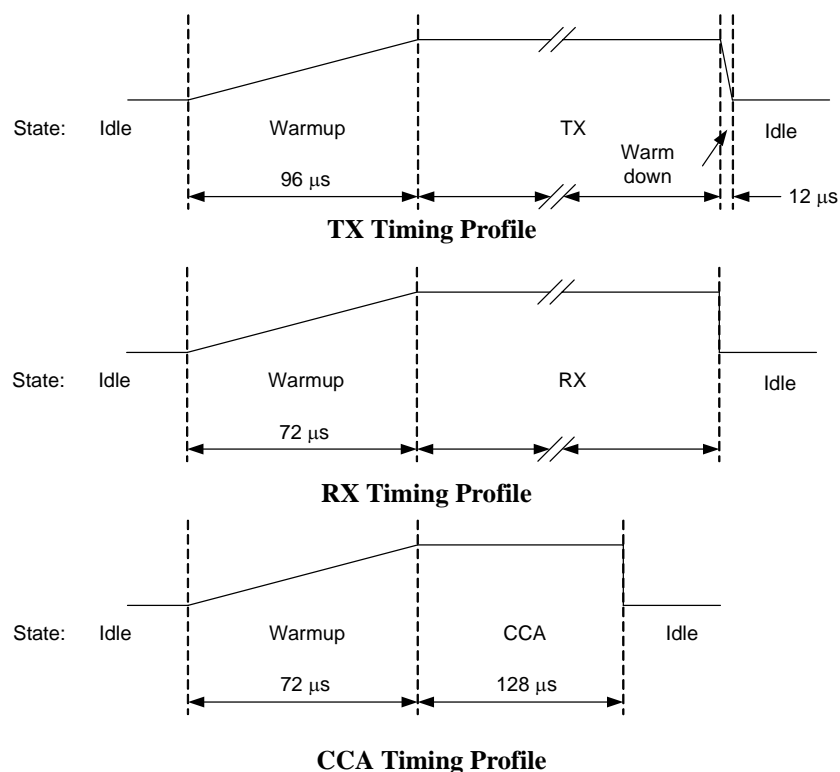 State: Idle Warmup TX Warm down Idle
96 μs 12 μs
TX Timing Profile
State: Idle Warmup RX Idle
72 μs
RX Timing Profile
State: Idle Warmup CCA Idle
72 μs 128 μs
CCA Timing Profile